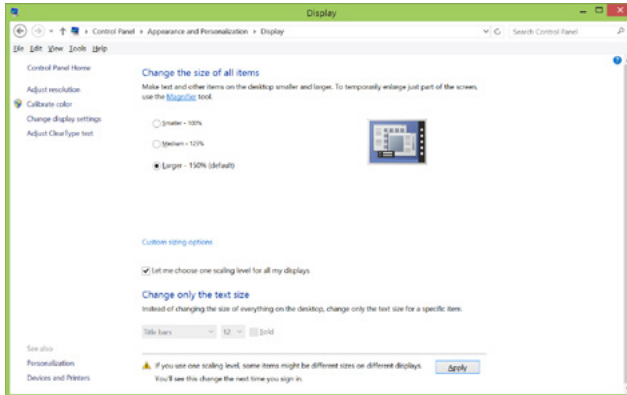 Display
Control Panel › Appearance and Personalization › Display
Search Control Panel
File Edit View Tools Help
Control Panel Home
Adjust resolution
Calibrate color
Change display settings
Adjust ClearType text
Change the size of all items
Make text and other items on the desktop smaller and larger. To temporarily enlarge just part of the screen,
use the Magnifier tool.
Smaller - 100%
Medium - 125%
Larger - 150% (default)
Custom sizing options
Let me choose one scaling level for all my displays
Change only the text size
Instead of changing the size of everything on the desktop, change only the text size for a specific item.
Title bars 12 Bold
If you use one scaling level, some items might be different sizes on different displays.
You'll see this change the next time you sign in.
Apply
See also
Personalization
Devices and Printers